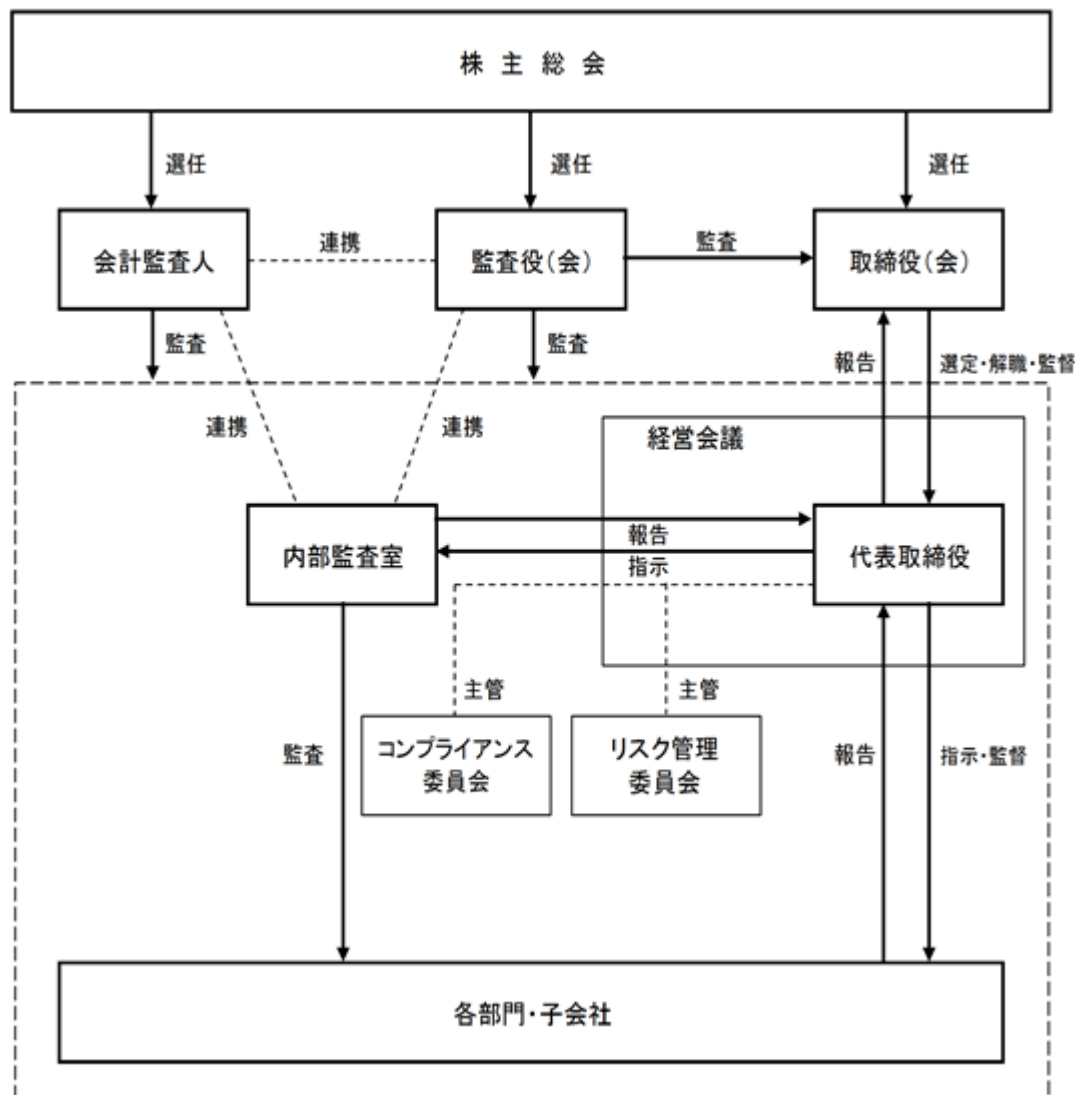 株 主 総 会
選任
選任
選任
会計監査人
連携
監査役(会)
監査
取締役(会)
監査
監査
報告
選定・解職・監督
連携
連携
経営会議
内部監査室
報告
指示
代表取締役
主管
主管
監査
コンプライアンス
委員会
リスク管理
委員会
報告
指示・監督
各部門・子会社